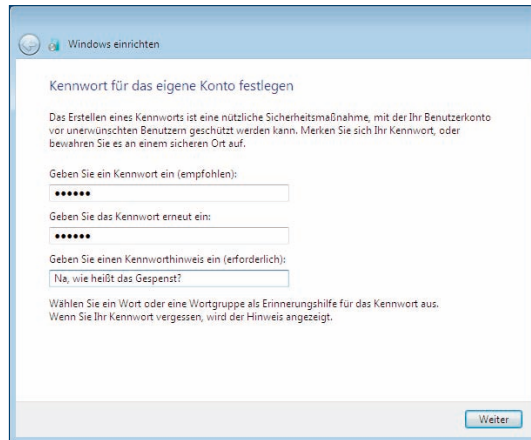 Windows einrichten
Kennwort für das eigene Konto festlegen
Das Erstellen eines Kennworts ist eine nützliche Sicherheitsmaßnahme, mit der Ihr Benutzerkonto
vor unerwünschten Benutzern geschützt werden kann. Merken Sie sich Ihr Kennwort, oder
bewahren Sie es an einem sicheren Ort auf.
Geben Sie ein Kennwort ein (empfohlen):
●●●●●●
Geben Sie das Kennwort erneut ein:
●●●●●●
Geben Sie einen Kennworthinweis ein (erforderlich):
Na, wie heißt das Gespenst?
Wählen Sie ein Wort oder eine Wortgruppe als Erinnerungshilfe für das Kennwort aus.
Wenn Sie Ihr Kennwort vergessen, wird der Hinweis angezeigt.
Weiter